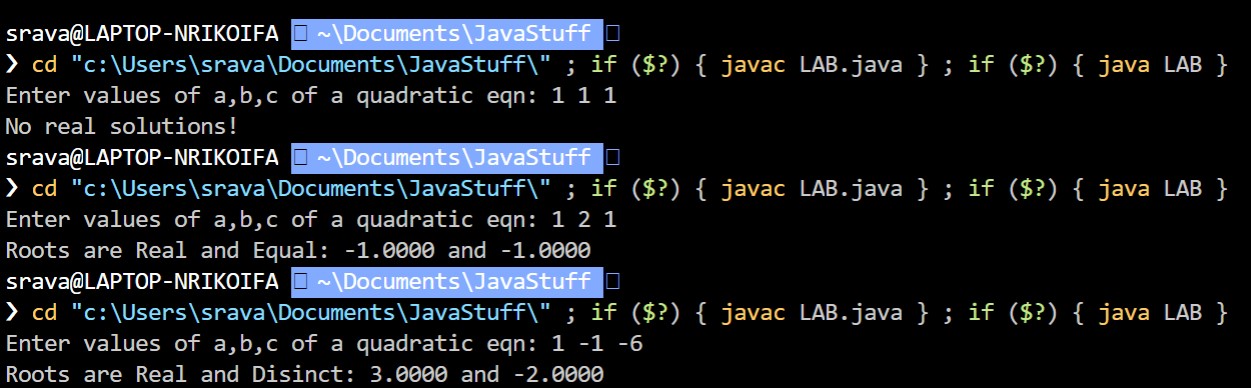 srava@LAPTOP-NRIKOIFA ~\Documents\JavaStuff
❯ cd "c:\Users\srava\Documents\JavaStuff\" ; if ($?) { javac LAB.java } ; if ($?) { java LAB }
Enter values of a,b,c of a quadratic eqn: 1 1 1
No real solutions!
srava@LAPTOP-NRIKOIFA ~\Documents\JavaStuff
❯ cd "c:\Users\srava\Documents\JavaStuff\" ; if ($?) { javac LAB.java } ; if ($?) { java LAB }
Enter values of a,b,c of a quadratic eqn: 1 2 1
Roots are Real and Equal: -1.0000 and -1.0000
srava@LAPTOP-NRIKOIFA ~\Documents\JavaStuff
❯ cd "c:\Users\srava\Documents\JavaStuff\" ; if ($?) { javac LAB.java } ; if ($?) { java LAB }
Enter values of a,b,c of a quadratic eqn: 1 -1 -6
Roots are Real and Disinct: 3.0000 and -2.0000